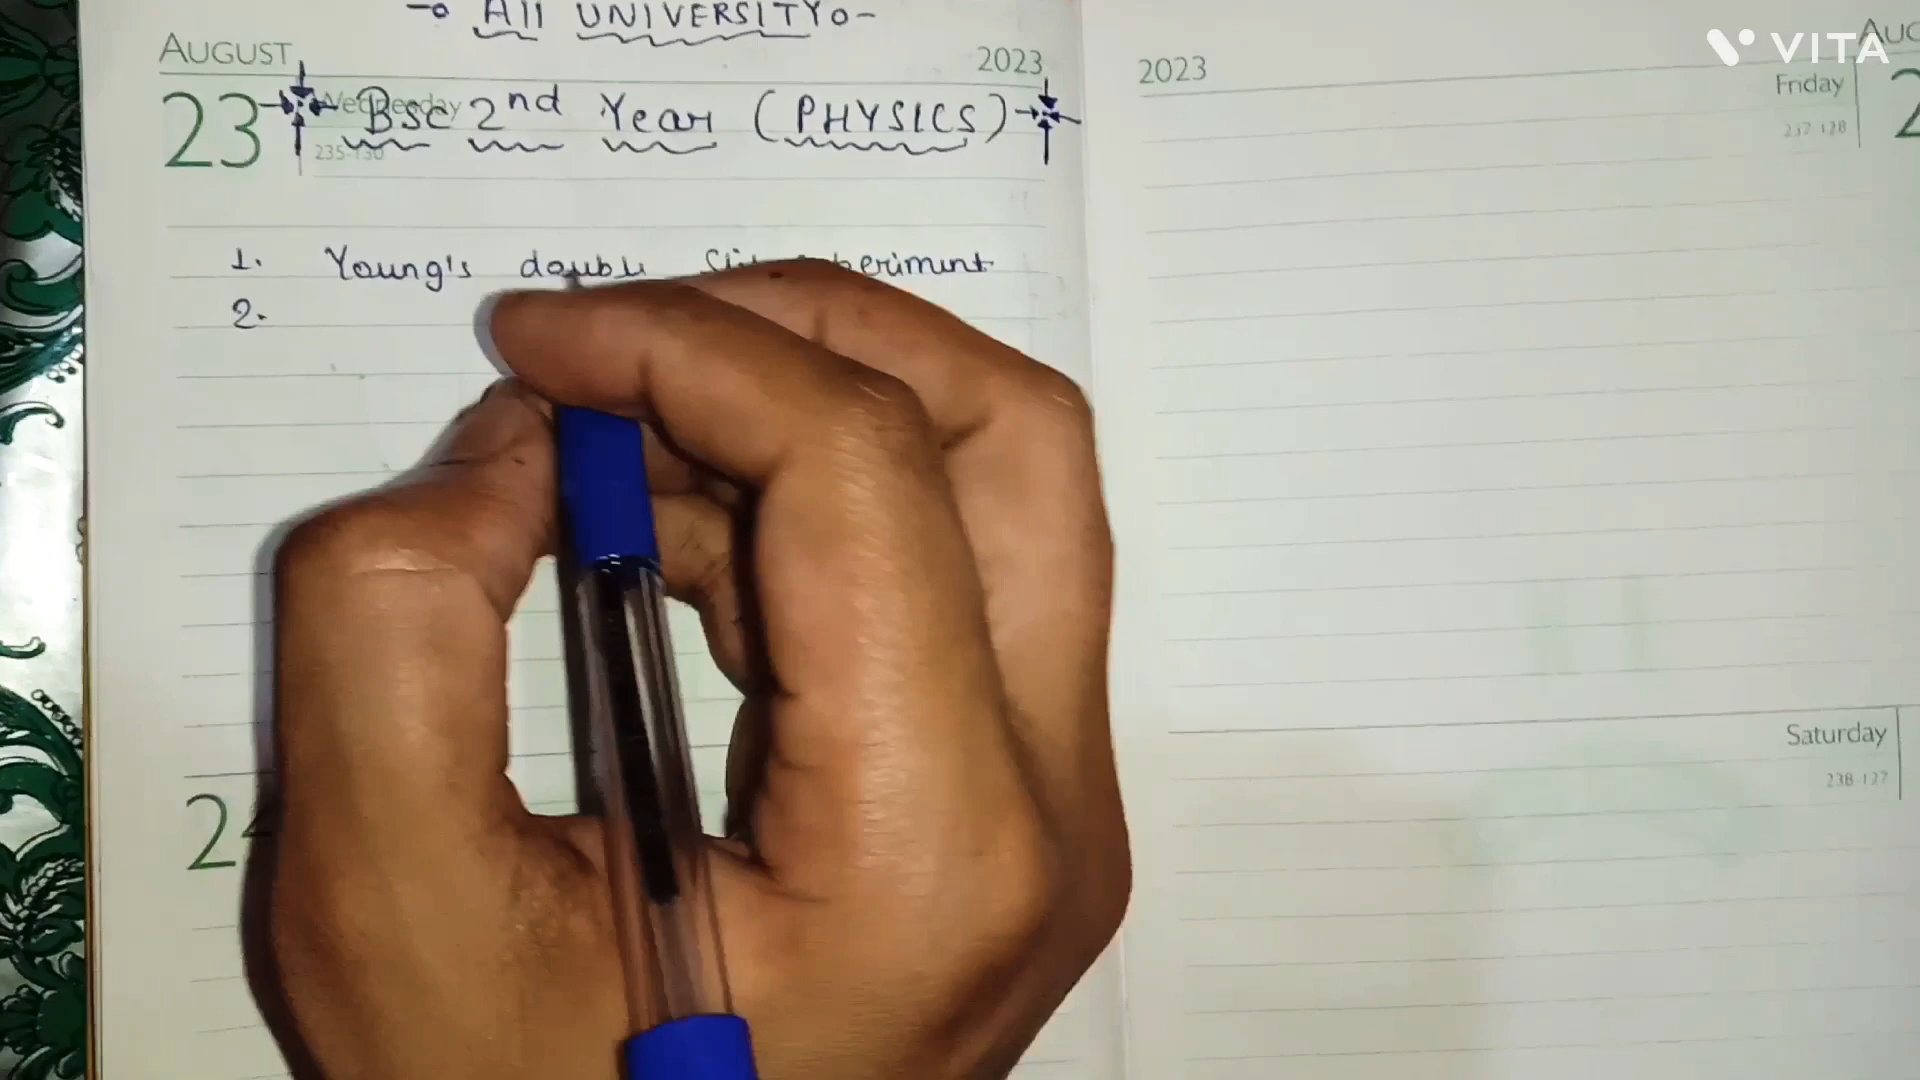 -o All UNIVERSITY o-
AUGUST 2023
23 Wednesday
Bsc 2nd Year (PHYSICS)
235-130
1. Young's double
2.
2023
Friday
237-128
Saturday
238-127
VITA